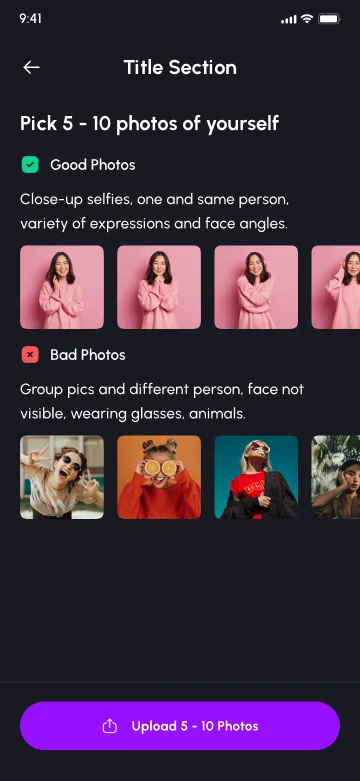 9:41
Title Section
Pick 5 - 10 photos of yourself
Good Photos
Close-up selfies, one and same person,
variety of expressions and face angles.
Bad Photos
Group pics and different person, face not
visible, wearing glasses, animals.
Upload 5 - 10 Photos